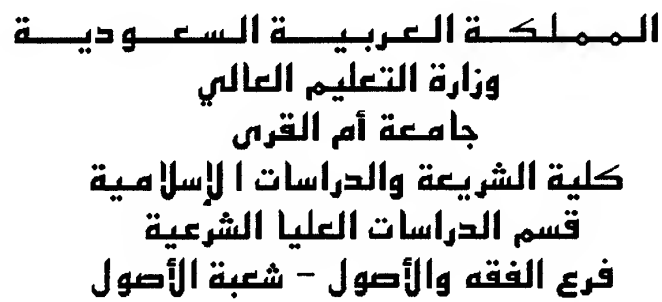 المملكة العربية السعودية
وزارة التعليم العالي
جامعة أم القرى
كلية الشريعة والدراسات الإسلامية
قسم الدراسات العليا الشرعية
فرع الفقه والأصول - شعبة الأصول